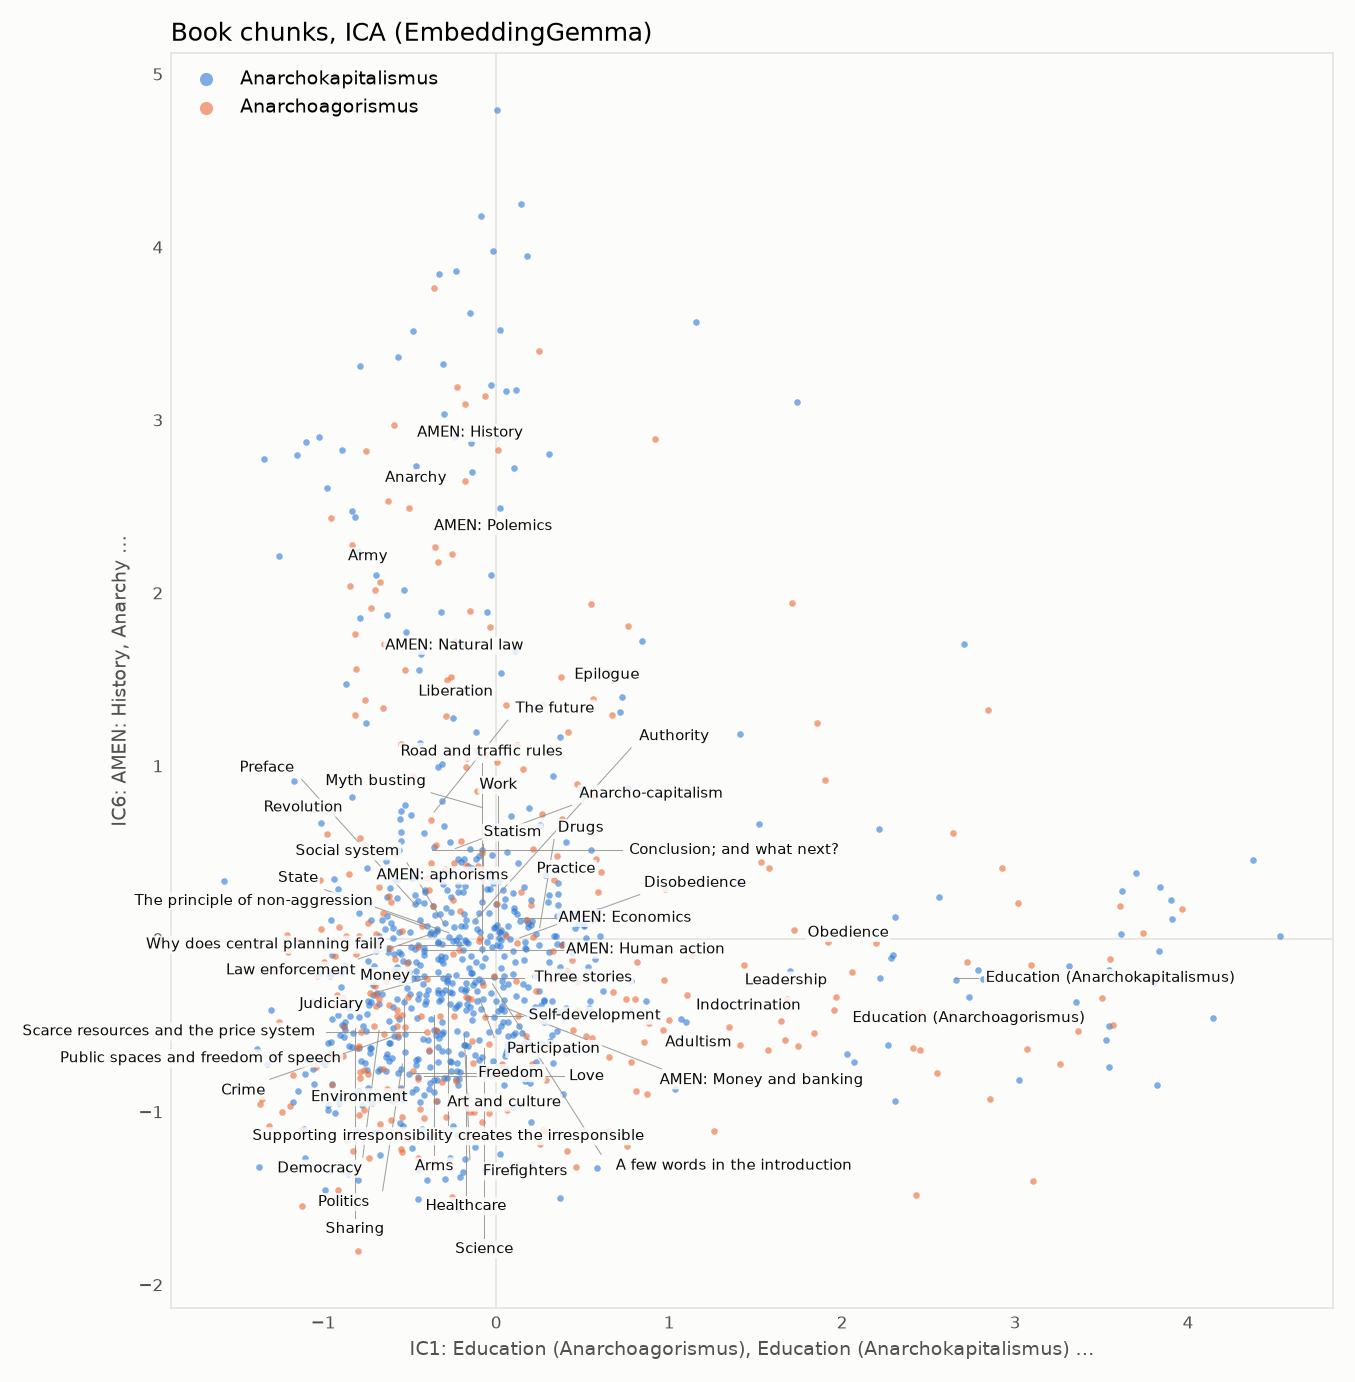 Book chunks, ICA (EmbeddingGemma)
Anarchokapitalismus
Anarchoagorismus
5
4
3
2
1
0
−1
−2
IC6: AMEN: History, Anarchy ...
AMEN: History
Anarchy
AMEN: Polemics
Army
AMEN: Natural law
Epilogue
Liberation
The future
Authority
Road and traffic rules
Preface
Myth busting
Work
Anarcho-capitalism
Revolution
Statism
Drugs
Social system
Conclusion; and what next?
Practice
State
AMEN: aphorisms
Disobedience
The principle of non-aggression
AMEN: Economics
Obedience
Why does central planning fail?
AMEN: Human action
Law enforcement
Money
Three stories
Leadership
Education (Anarchokapitalismus)
Judiciary
Indoctrination
Self-development
Education (Anarchoagorismus)
Scarce resources and the price system
Adultism
Public spaces and freedom of speech
Participation
Freedom
Love
AMEN: Money and banking
Crime
Environment
Art and culture
Supporting irresponsibility creates the irresponsible
Democracy
Arms
Firefighters
A few words in the introduction
Politics
Healthcare
Sharing
Science
−1
0
1
2
3
4
IC1: Education (Anarchoagorismus), Education (Anarchokapitalismus) ...